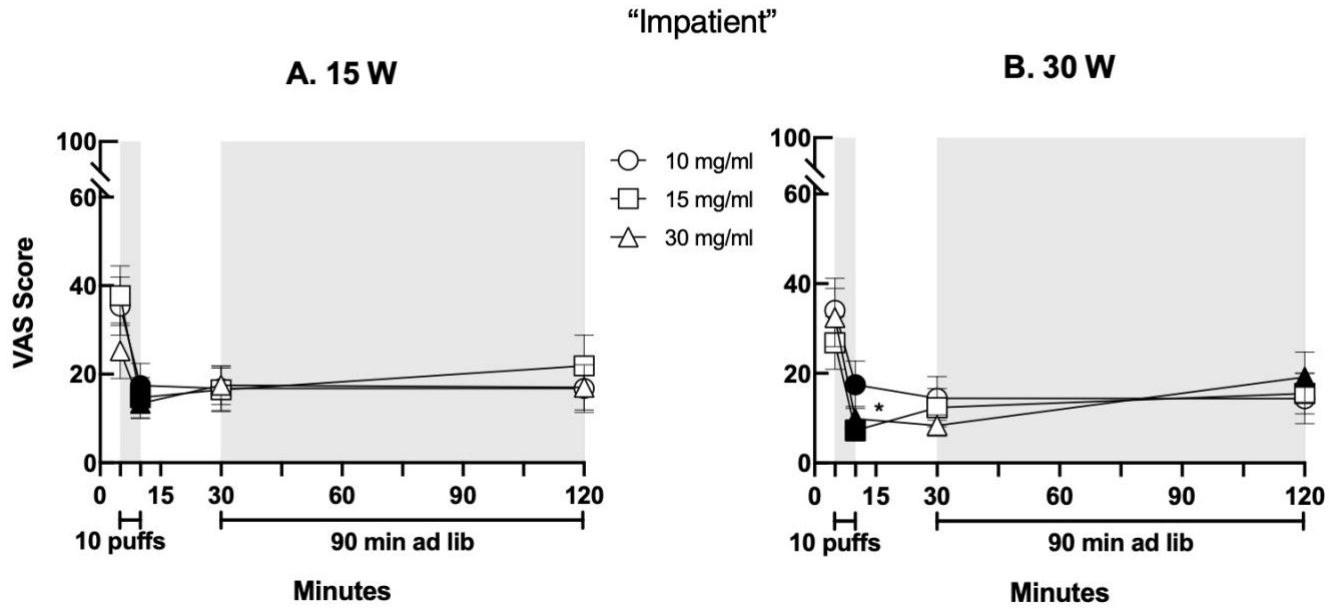 “Impatient”
A. 15 W
B. 30 W
100
60
40
20
0
VAS Score
0 15 30 60 90 120
10 puffs
90 min ad lib
Minutes
10 mg/ml
15 mg/ml
30 mg/ml
100
60
40
20
0
*
0 15 30 60 90 120
10 puffs
90 min ad lib
Minutes